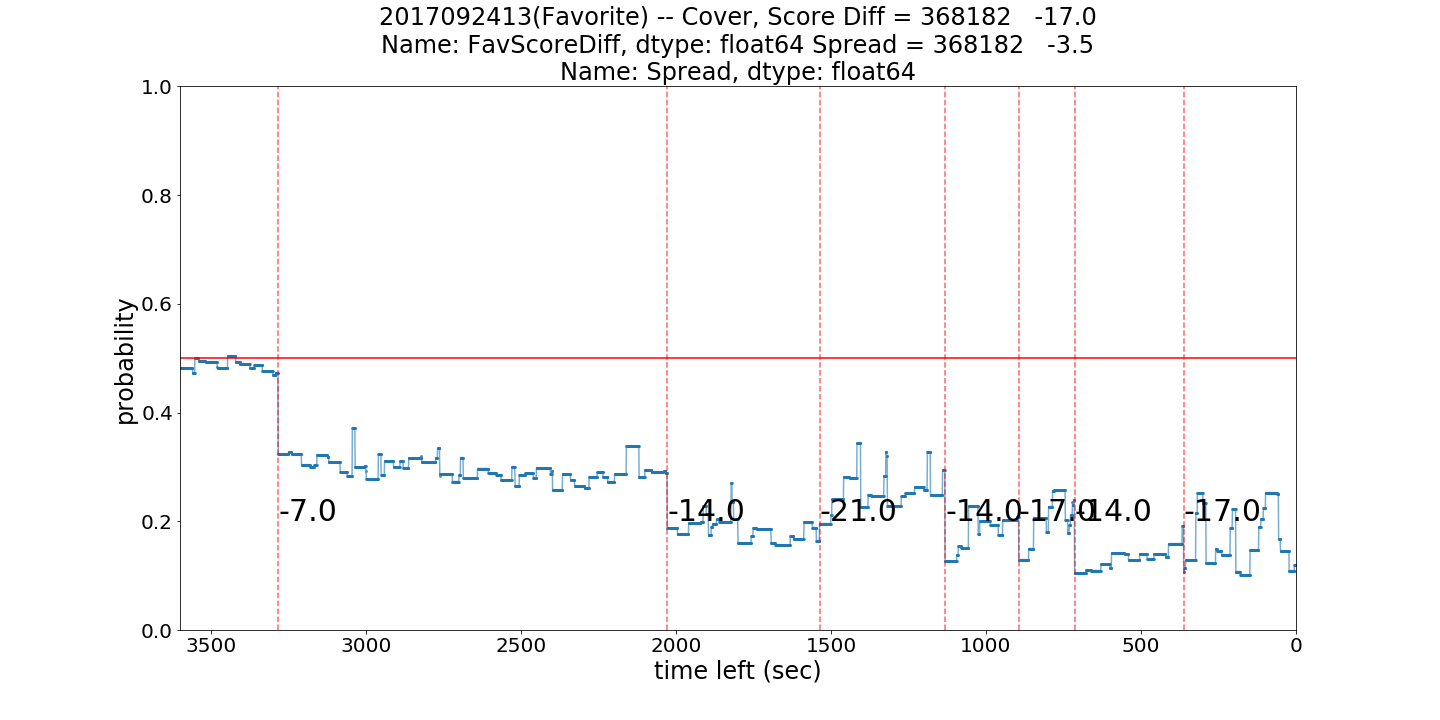 2017092413(Favorite) -- Cover, Score Diff = 368182   -17.0
Name: FavScoreDiff, dtype: float64 Spread = 368182   -3.5
Name: Spread, dtype: float64
1.0
0.8
0.6
0.4
0.2
0.0
probability
-7.0
-14.0
-21.0
-14.0
-17.0
-14.0
-17.0
3500 3000 2500 2000 1500 1000 500 0
time left (sec)